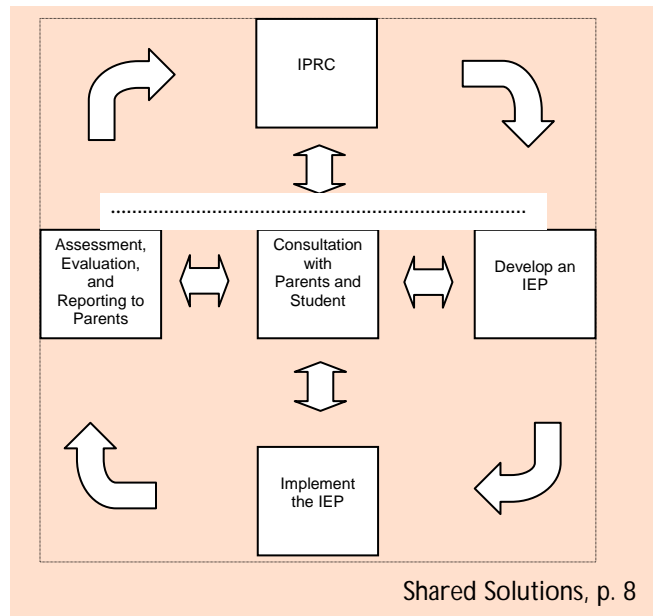 IPRC
Assessment,
Evaluation,
and
Reporting to
Parents
Consultation
with
Parents and
Student
Develop an
IEP
Implement
the IEP
Shared Solutions, p. 8